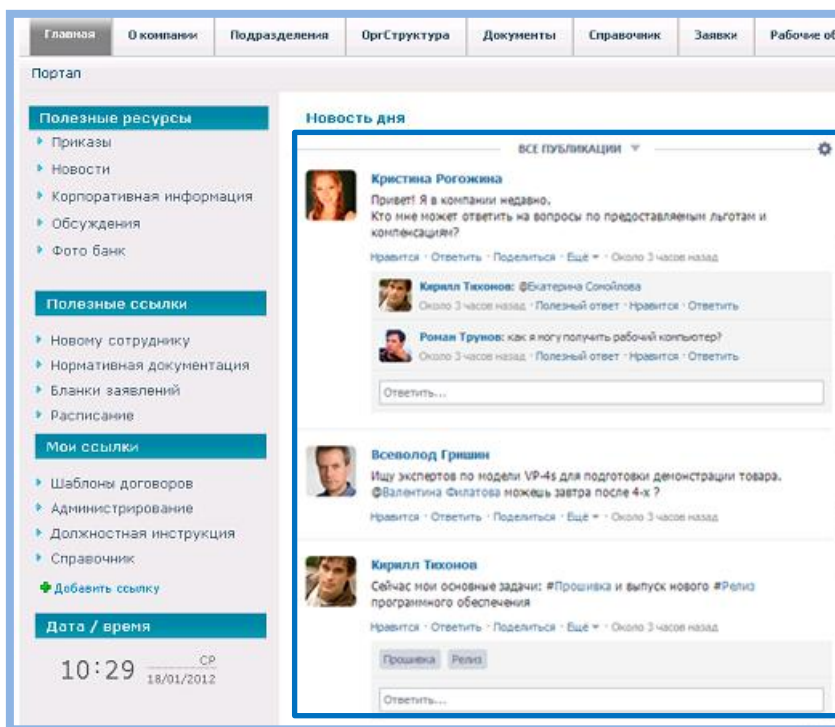 Главная О компании Подразделения ОргСтруктура Документы Справочник Заявки Рабочие об
Портал
Полезные ресурсы
Приказы
Новости
Корпоративная информация
Обсуждения
Фото банк
Полезные ссылки
Новому сотруднику
Нормативная документация
Бланки заявлений
Расписание
Мои ссылки
Шаблоны договоров
Администрирование
Должностная инструкция
Справочник
Добавить ссылку
Дата / время
10:29 СР
18/01/2012
Новость дня
ВСЕ ПУБЛИКАЦИИ
Кристина Рогожина
Привет! Я в компании недавно.
Кто мне может ответить на вопросы по предоставляемым льготам и
компенсациям?
Нравится · Ответить · Поделиться · Ещё · Около 3 часов назад
Кирилл Тихонов: @Екатерина Самойлова
Около 3 часов назад · Полезный ответ · Нравится · Ответить
Роман Трунов: как я могу получить рабочий компьютер?
Около 3 часов назад · Полезный ответ · Нравится · Ответить
Ответить...
Всеволод Гришин
Ищу экспертов по модели VP-4s для подготовки демонстрации товара.
@Валентина Филатова можешь завтра после 4-х ?
Нравится · Ответить · Поделиться · Ещё · Около 3 часов назад
Кирилл Тихонов
Сейчас мои основные задачи: #Прошивка и выпуск нового #Релиз
программного обеспечения
Нравится · Ответить · Поделиться · Ещё · Около 3 часов назад
Прошивка Релиз
Ответить...